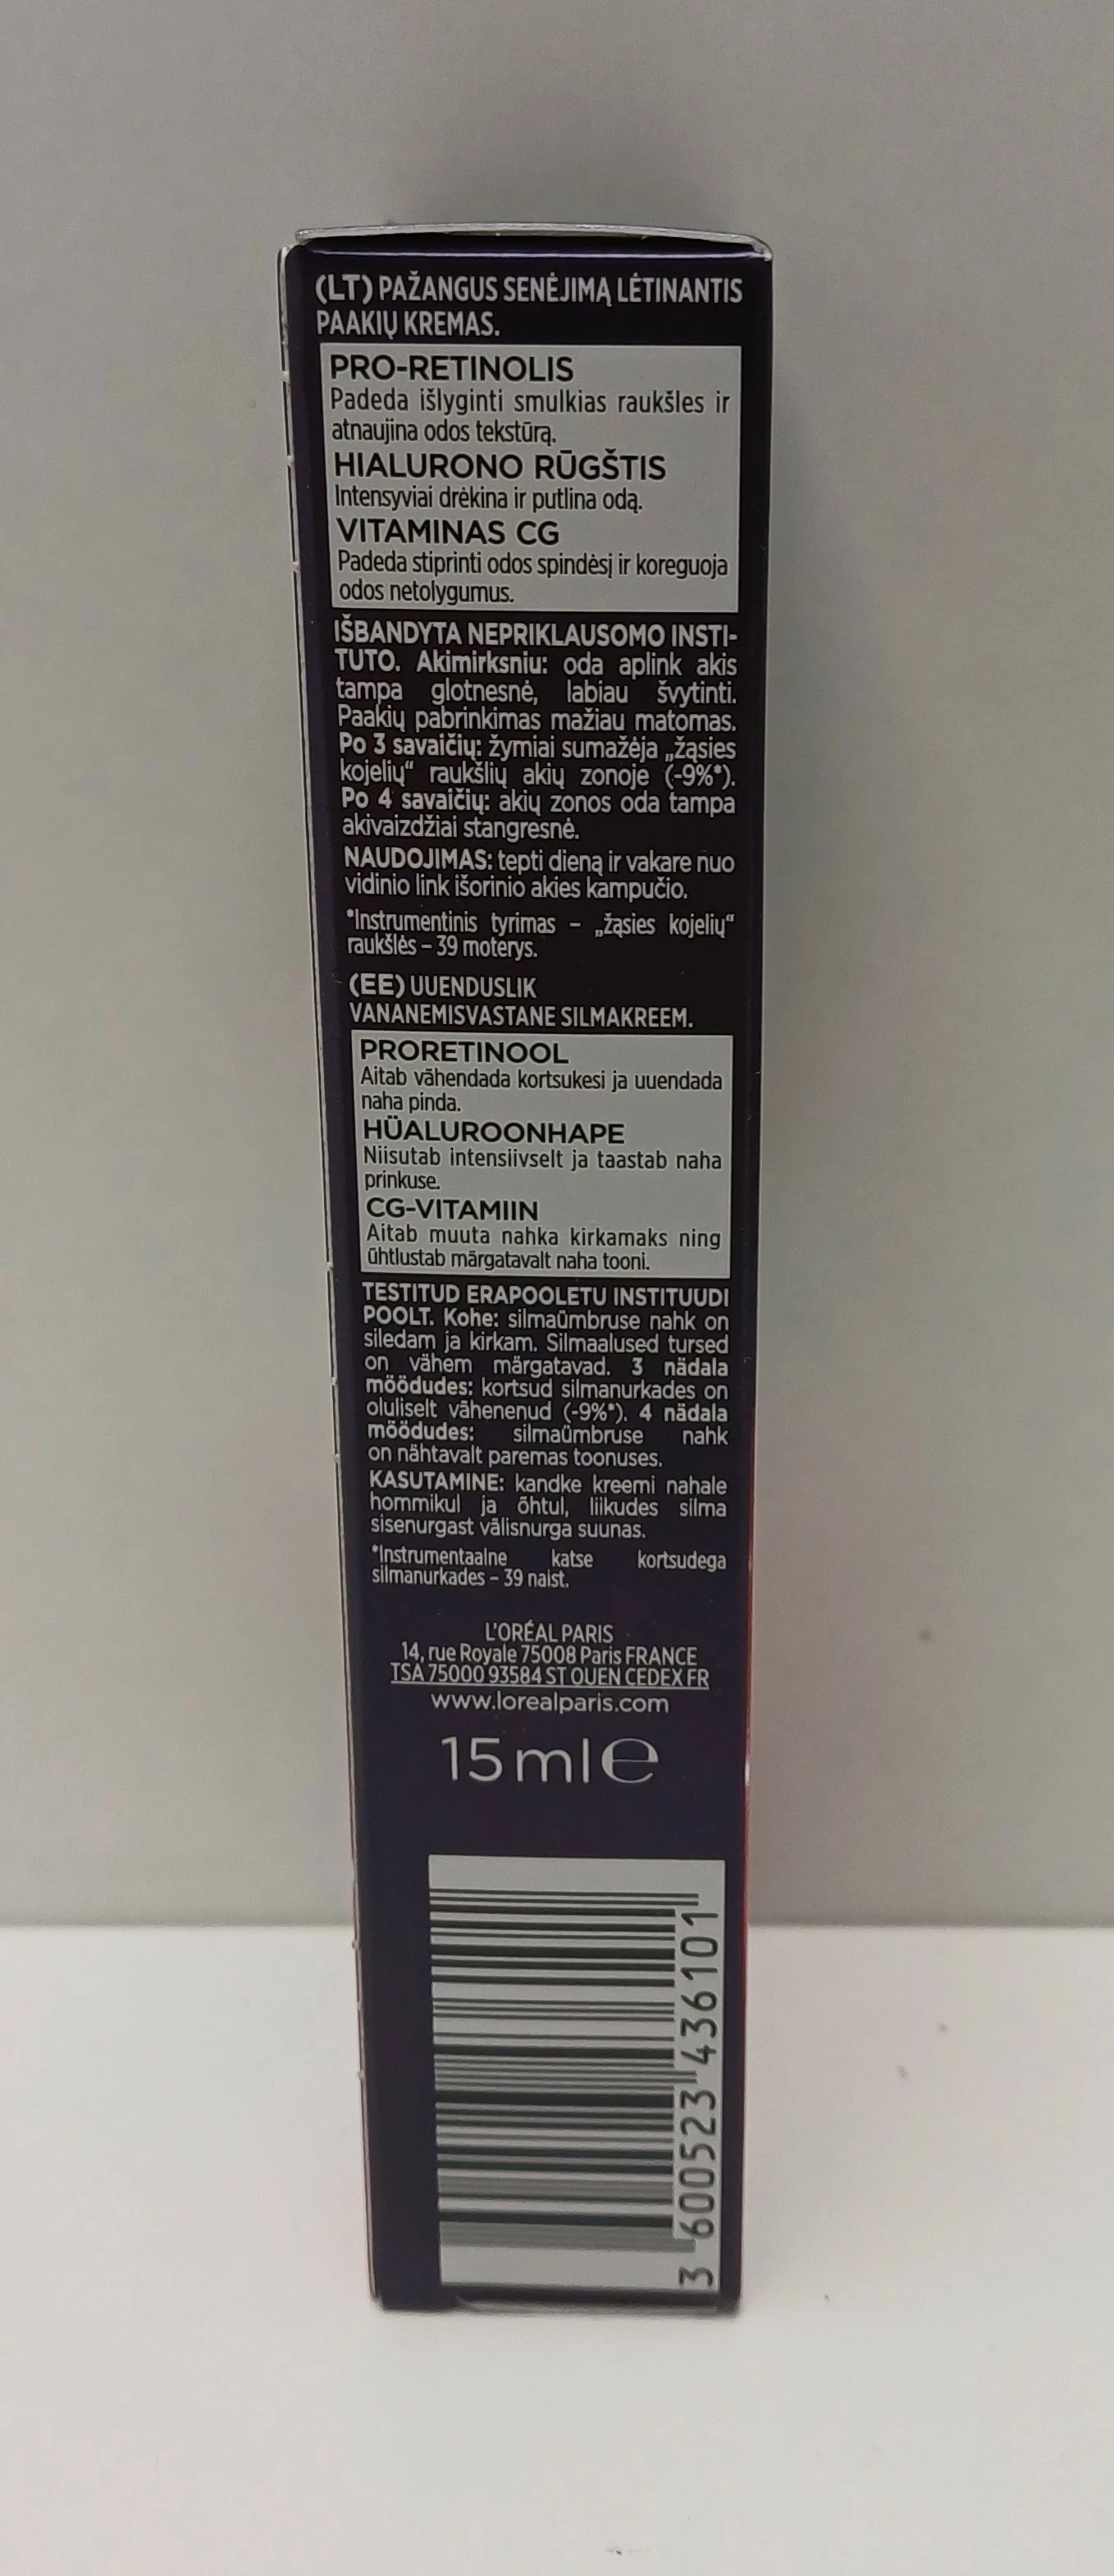 (LT) PAŽANGUS SENĖJIMĄ LĖTINANTIS
PAAKIŲ KREMAS.
PRO-RETINOLIS
Padeda išlyginti smulkias raukšles ir
atnaujina odos tekstūrą.
HIALURONO RŪGŠTIS
Intensyviai drėkina ir putlina odą.
VITAMINAS CG
Padeda stiprinti odos spindėsį ir koreguoja
odos netolygumus.
IŠBANDYTA NEPRIKLAUSOMO INSTI-
TUTO. Akimirksniu: oda aplink akis
tampa glotnesnė, labiau švytinti.
Paakių pabrinkimas mažiau matomas.
Po 3 savaičių: žymiai sumažėja „žąsies
kojelių“ raukšlių akių zonoje (-9%*).
Po 4 savaičių: akių zonos oda tampa
akivaizdžiai stangresnė.
NAUDOJIMAS: tepti dieną ir vakare nuo
vidinio link išorinio akies kampučio.
*Instrumentinis tyrimas – „žąsies kojelių“
raukšlės – 39 moterys.
(EE) UUENDUSLIK
VANANEMISVASTANE SILMAKREEM.
PRORETINOOL
Aitab vähendada kortsukesi ja uuendada
naha pinda.
HÜALUROONHAPE
Niisutab intensiivselt ja taastab naha
prinkuse.
CG-VITAMIIN
Aitab muuta nahka kirkamaks ning
ühtlustab märgatavalt naha tooni.
TESTITUD ERAPOOLETU INSTITUUDI
POOLT. Kohe: silmaümbruse nahk on
siledam ja kirkam. Silmaalused tursed
on vähem märgatavad. 3 nädala
möödudes: kortsud silmanurkades on
oluliselt vähenenud (-9%*). 4 nädala
möödudes: silmaümbruse nahk
on nähtavalt paremas toonuses.
KASUTAMINE: kandke kreemi nahale
hommikul ja õhtul, liikudes silma
sisenurgast välisnurga suunas.
*Instrumentaalne katse kortsudega
silmanurkades – 39 naist.
L'ORÉAL PARIS
14, rue Royale 75008 Paris FRANCE
TSA 75000 93584 ST OUEN CEDEX FR
www.lorealparis.com
15 ml e
3 600523 436101